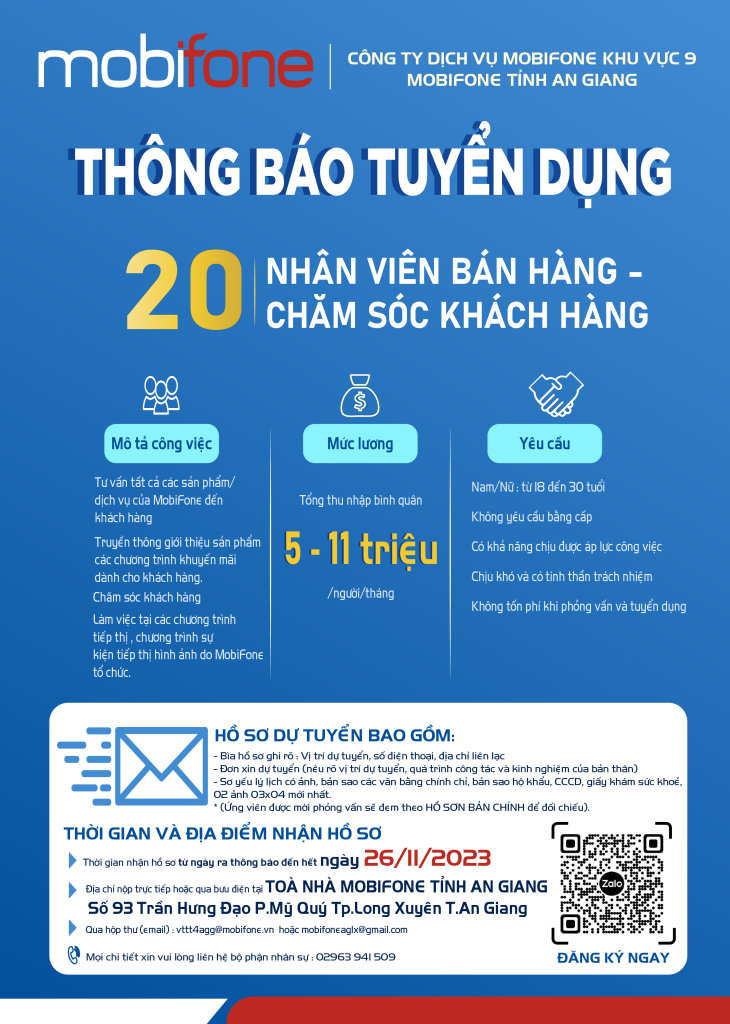 mobifone
CÔNG TY DỊCH VỤ MOBIFONE KHU VỰC 9
MOBIFONE TỈNH AN GIANG
THÔNG BÁO TUYỂN DỤNG
20
NHÂN VIÊN BÁN HÀNG -
CHĂM SÓC KHÁCH HÀNG
Mô tả công việc
Tư vấn tất cả các sản phẩm/
dịch vụ của MobiFone đến
khách hàng
Truyền thông giới thiệu sản phẩm
các chương trình khuyến mãi
dành cho khách hàng.
Chăm sóc khách hàng
Làm việc tại các chương trình
tiếp thị , chương trình sự
kiện tiếp thị hình ảnh do MobiFone
tổ chức.
Mức lương
Tổng thu nhập bình quân
5 - 11 triệu
/người/tháng
Yêu cầu
Nam/Nữ : từ 18 đến 30 tuổi
Không yêu cầu bằng cấp
Có khả năng chịu được áp lực công việc
Chịu khó và có tinh thần trách nhiệm
Không tốn phí khi phỏng vấn và tuyển dụng
HỒ SƠ DỰ TUYỂN BAO GỒM:
- Bìa hồ sơ ghi rõ : Vị trí dự tuyển, số điện thoại, địa chỉ liên lạc
- Đơn xin dự tuyển (nêu rõ vị trí dự tuyển, quá trình công tác và kinh nghiệm của bản thân)
- Sơ yếu lý lịch có ảnh, bản sao các văn bằng chính chỉ, bản sao hộ khẩu, CCCD, giấy khám sức khoẻ,
02 ảnh 03x04 mới nhất.
* (Ứng viên được mời phỏng vấn sẽ đem theo HỒ SƠN BẢN CHÍNH để đối chiếu).
THỜI GIAN VÀ ĐỊA ĐIỂM NHẬN HỒ SƠ
Thời gian nhận hồ sơ từ ngày ra thông báo đến hết ngày 26/11/2023
Địa chỉ nộp trực tiếp hoặc qua bưu điện tại TOÀ NHÀ MOBIFONE TỈNH AN GIANG
Số 93 Trần Hưng Đạo P.Mỹ Quý Tp.Long Xuyên T.An Giang
Qua hộp thư (email) : vttt4agg@mobifone.vn hoặc mobifoneaglx@gmail.com
Mọi chi tiết xin vui lòng liên hệ bộ phận nhân sự : 02963 941 509
Zalo
ĐĂNG KÝ NGAY